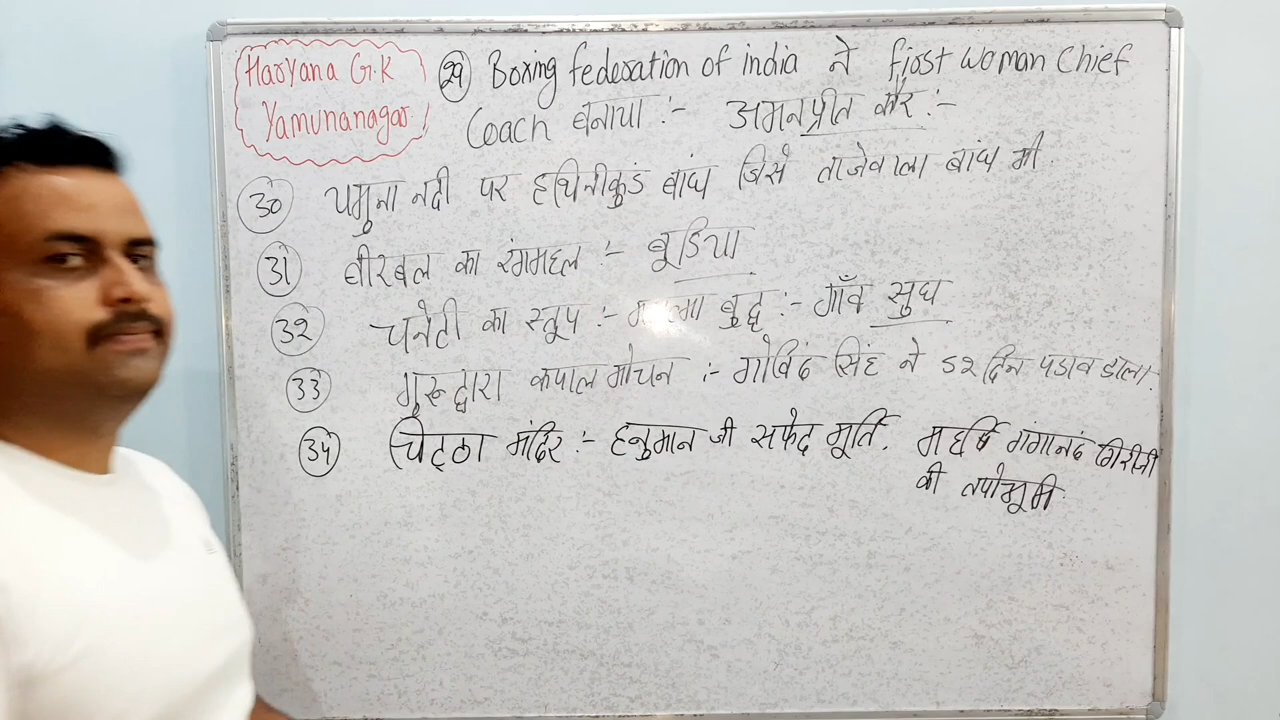 Haryana G.K
Yamunanagar
29 Boxing federation of india ने first woman Chief
Coach बनाया :- अमनप्रीत कौर :-
30 यमुना नदी पर हथिनीकुंड बांध जिसे ताजेवाला बांध भी.
31 बीरबल का रंगमहल :- बूडिया
32 चनेटी का स्तूप :- बुद्ध :- गाँव सुघ
33 गुरूद्वारा कपाल मोचन :- गोविंद सिंह ने 52 दिन पडाव डाला.
34 चिट्ठा मंदिर :- हनुमान जी सफेद मूर्ति. महर्षि गंगानंद गिरीजी
की तपोभूमि